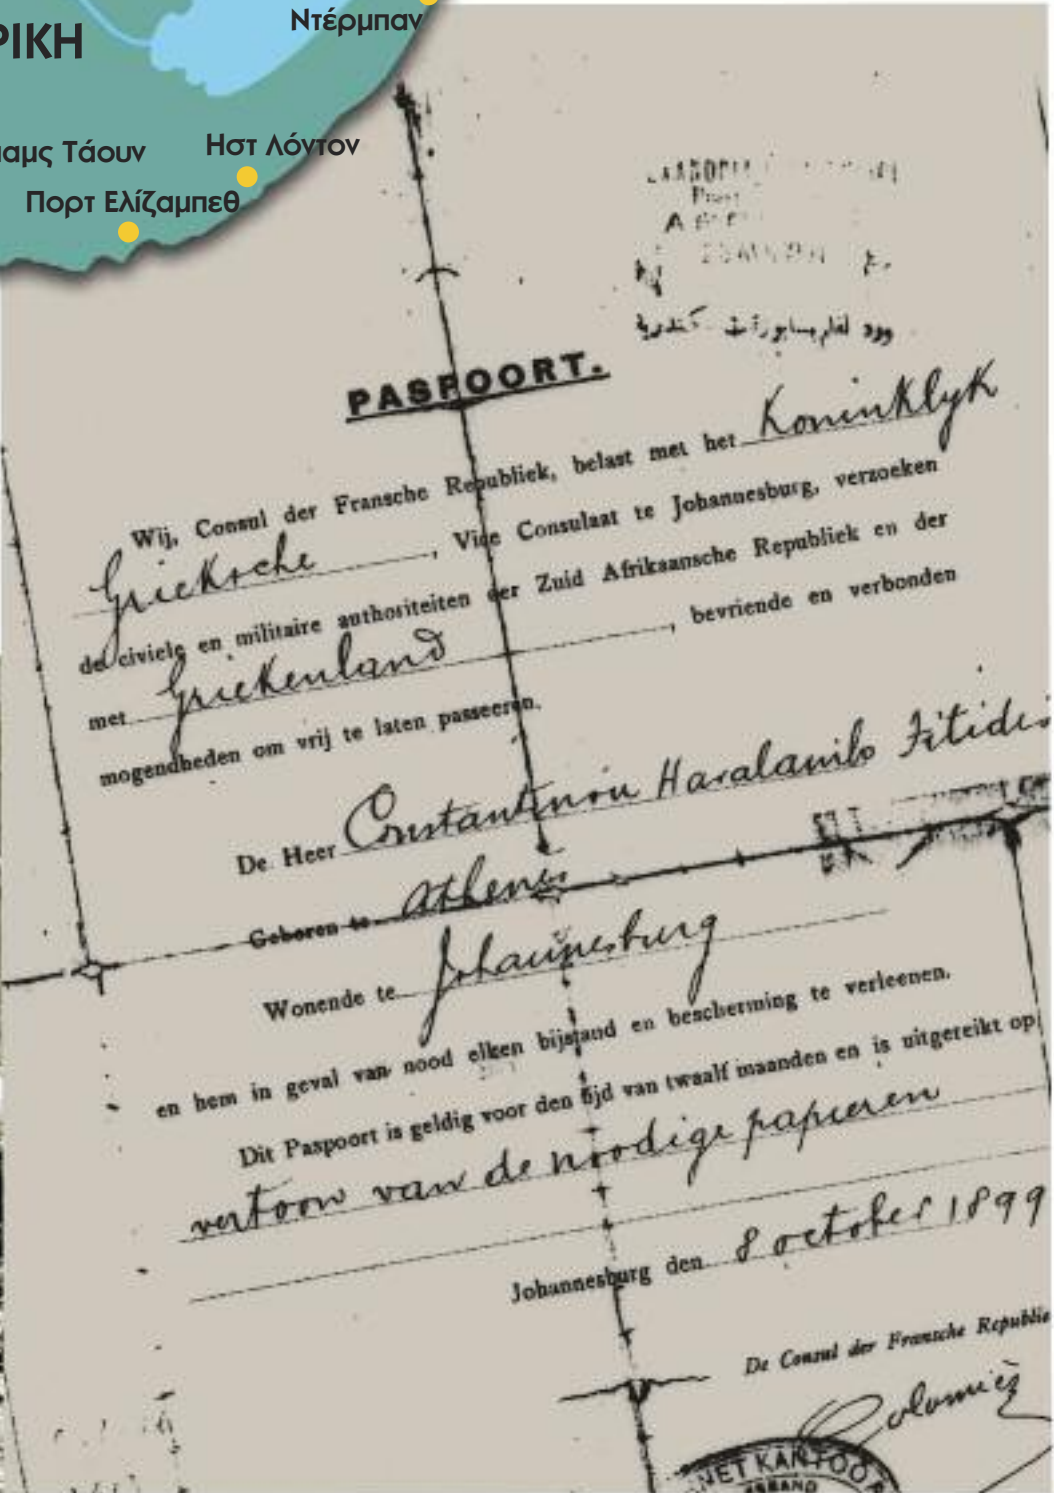 Ντέρμπαν
ΡΙΚΗ
αμς Τάουν
Ηστ Λόντον
Πορτ Ελίζαμπεθ
PASPOORT.
Wij, Consul der Fransche Republiek, belast met het Koninklyk
Grieksche, Vice Consulaat te Johannesburg, verzoeken
de civiele en militaire authoriteiten der Zuid Afrikaansche Republiek en der
met Griekenland, bevriende en verbonden
mogendheden om vrij te laten passeeren.
De Heer Constantinou Haralambo
Geboren te Athenes
Wonende te Johannesburg
en hem in geval van nood elken bijstand en bescherming te verleenen.
Dit Paspoort is geldig voor den tijd van twaalf maanden en is uitgereikt op
vertoon van de noodige papieren
Johannesburg den 8 october 1899
De Consul der Fransche Republie
Colomiès
NET KANTOOR